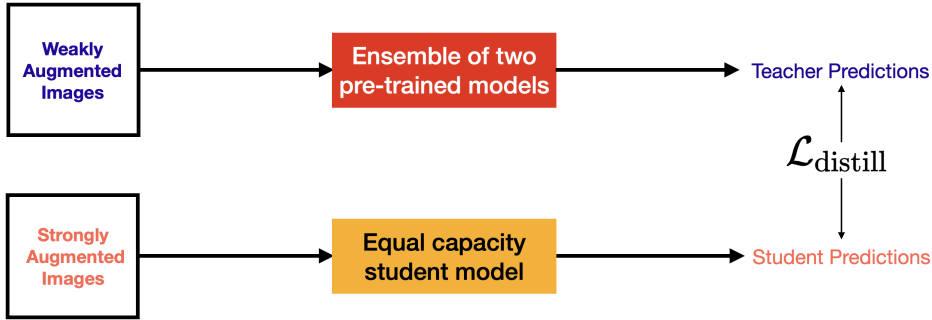 Weakly
Augmented
Images
Ensemble of two
pre-trained models
Teacher Predictions
ℒdistill
Strongly
Augmented
Images
Equal capacity
student model
Student Predictions